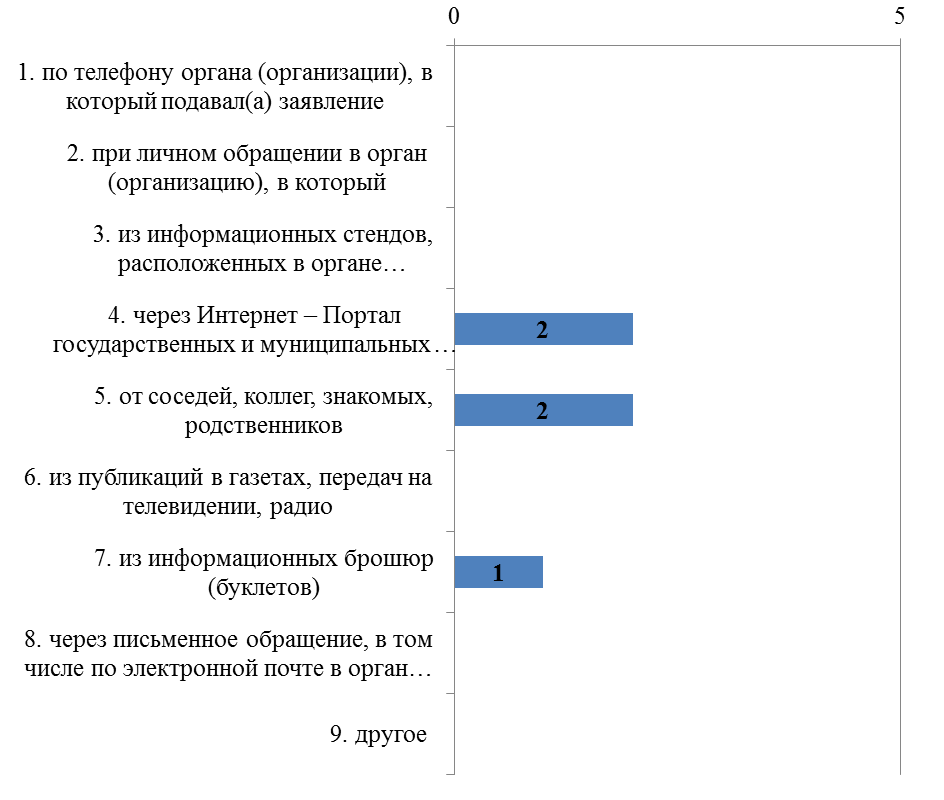 0 5
1. по телефону органа (организации), в
который подавал(а) заявление
2. при личном обращении в орган
(организацию), в который
3. из информационных стендов,
расположенных в органе…
4. через Интернет – Портал
государственных и муниципальных…
2
5. от соседей, коллег, знакомых,
родственников
2
6. из публикаций в газетах, передач на
телевидении, радио
7. из информационных брошюр
(буклетов)
1
8. через письменное обращение, в том
числе по электронной почте в орган…
9. другое